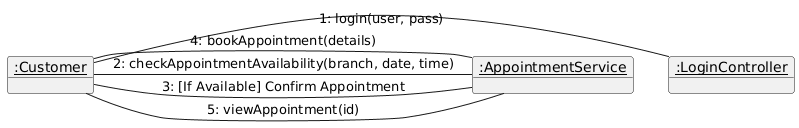 1: login(user, pass)
4: bookAppointment(details)
:Customer
2: checkAppointmentAvailability(branch, date, time)
:AppointmentService
:LoginController
3: [If Available] Confirm Appointment
5: viewAppointment(id)